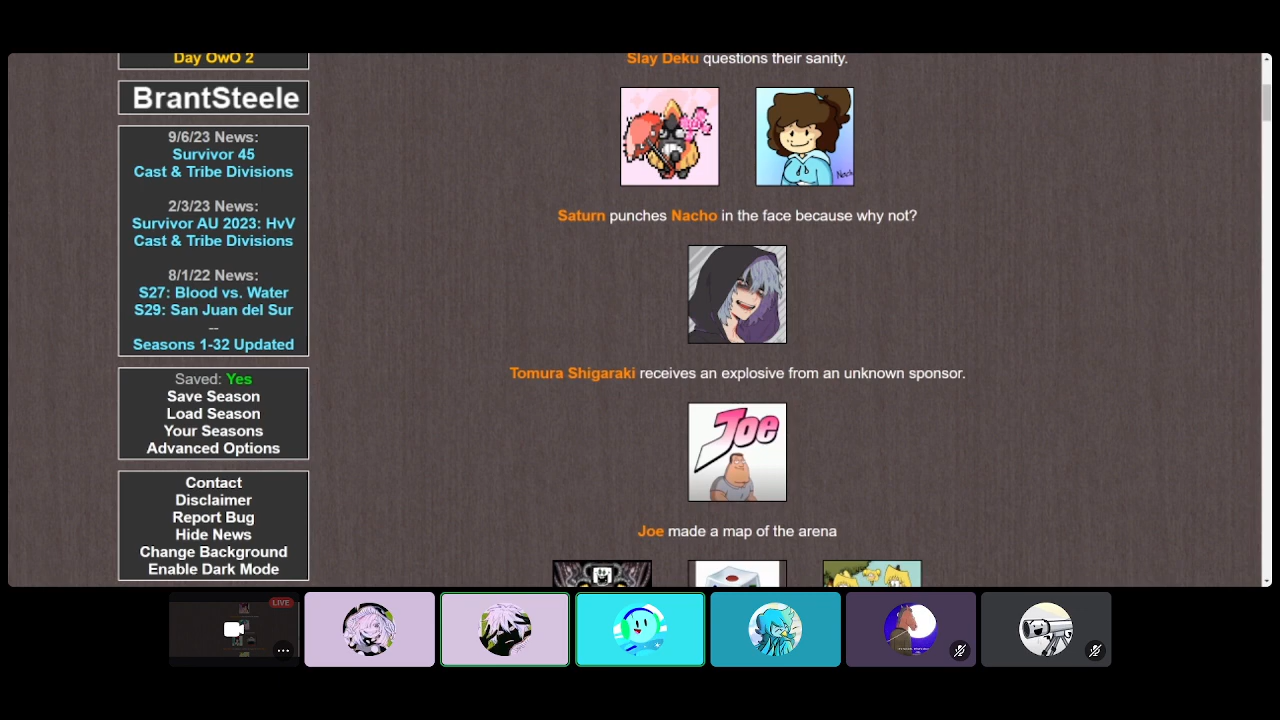 Day OwO 2
BrantSteele
9/6/23 News:
Survivor 45
Cast & Tribe Divisions
2/3/23 News:
Survivor AU 2023: HvV
Cast & Tribe Divisions
8/1/22 News:
S27: Blood vs. Water
S29: San Juan del Sur
--
Seasons 1-32 Updated
Saved: Yes
Save Season
Load Season
Your Seasons
Advanced Options
Contact
Disclaimer
Report Bug
Hide News
Change Background
Enable Dark Mode
Slay Deku questions their sanity.
Saturn punches Nacho in the face because why not?
Tomura Shigaraki receives an explosive from an unknown sponsor.
Joe
Joe made a map of the arena
LIVE